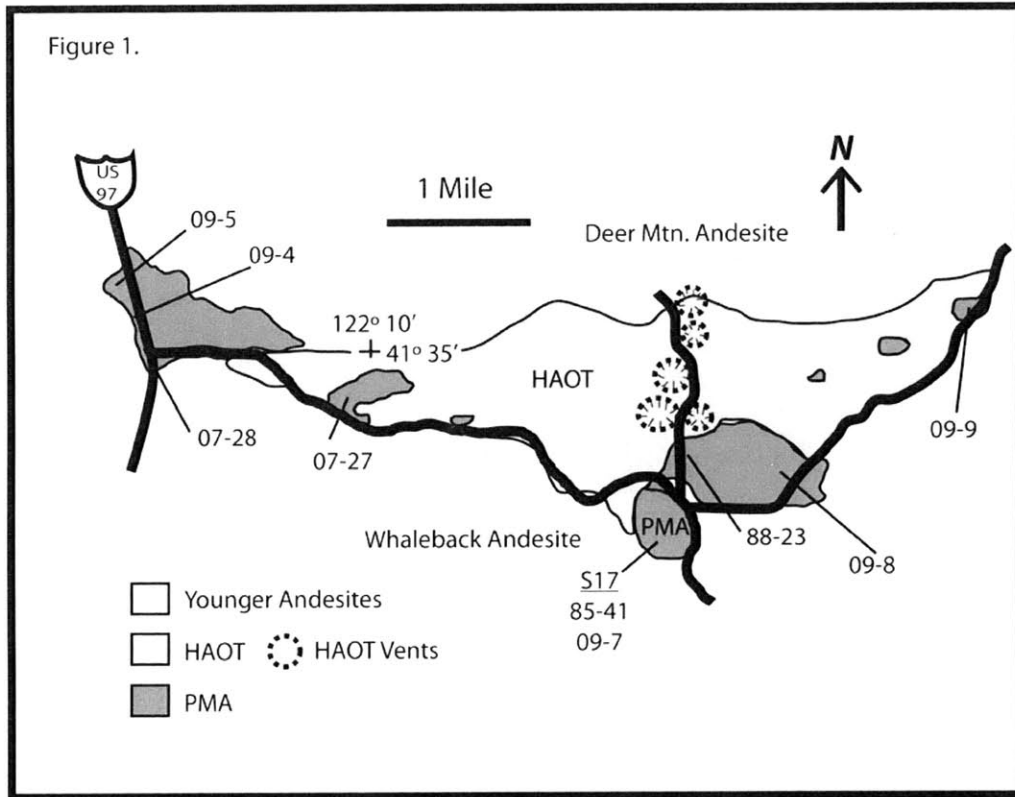 Figure 1.
US
97
N
1 Mile
09-5
Deer Mtn. Andesite
09-4
122º 10′
41º 35′
HAOT
07-28
07-27
09-9
PMA
88-23
Whaleback Andesite
09-8
S17
85-41
09-7
Younger Andesites
HAOT HAOT Vents
PMA